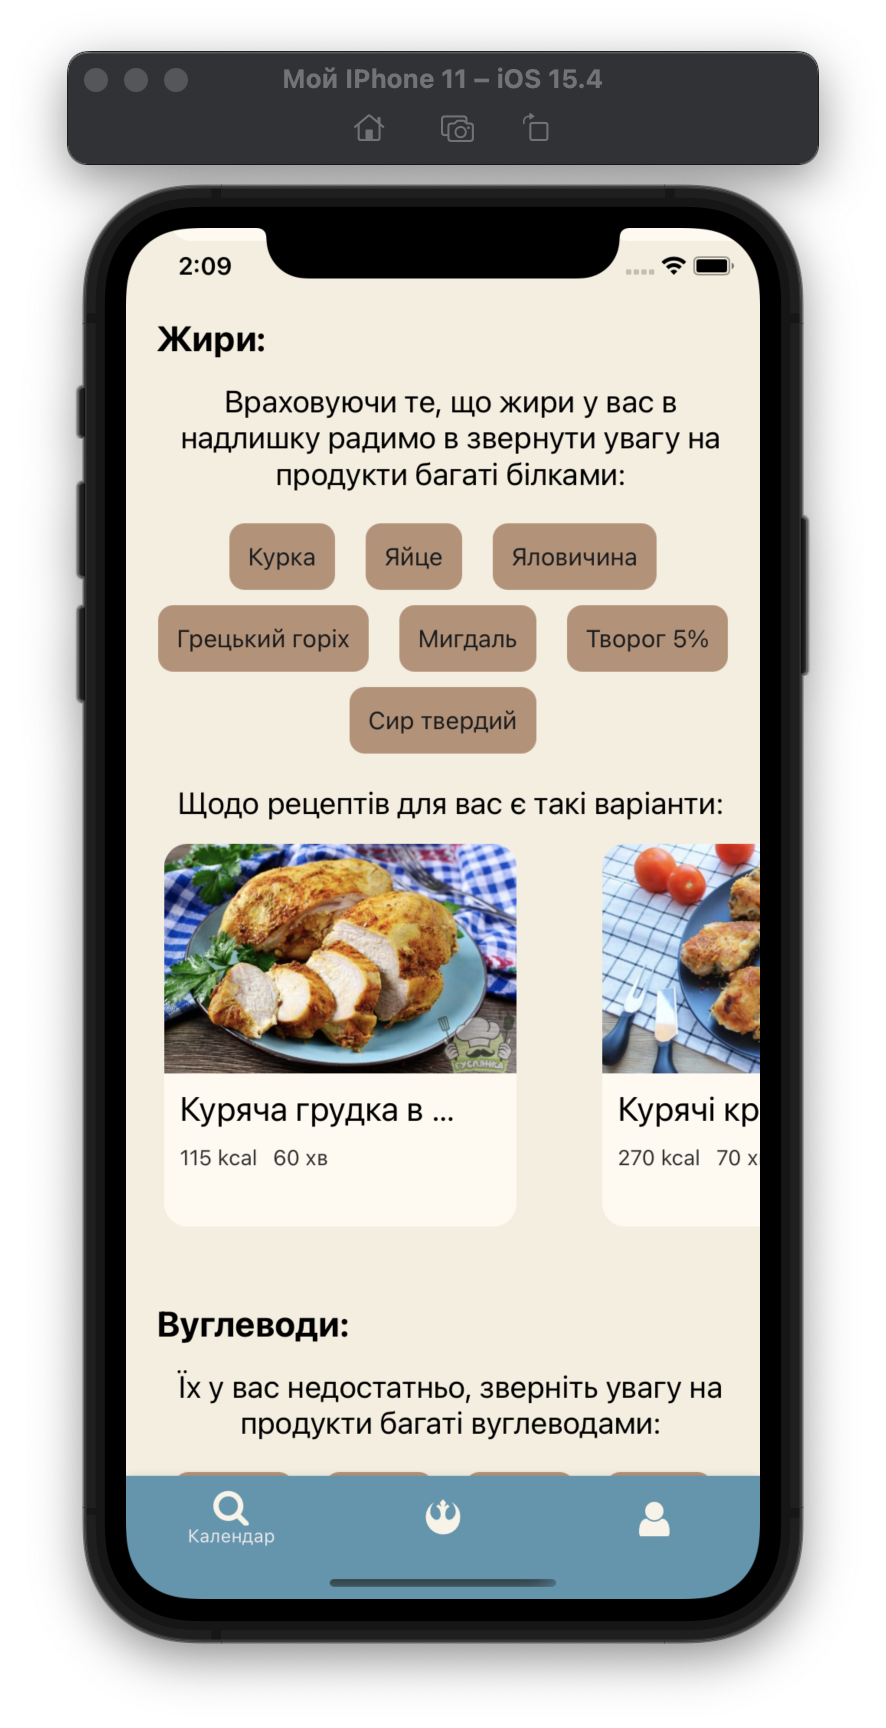 Мой IPhone 11 – iOS 15.4
2:09
Жири:
Враховуючи те, що жири у вас в
надлишку радимо в звернути увагу на
продукти багаті білками:
Курка Яйце Яловичина
Грецький горіх Мигдаль Творог 5%
Сир твердий
Щодо рецептів для вас є такі варіанти:
ГУСЛЯНКА
Куряча грудка в ... Курячі кр
115 kcal 60 хв 270 kcal 70 х
Вуглеводи:
Їх у вас недостатньо, зверніть увагу на
продукти багаті вуглеводами:
Календар